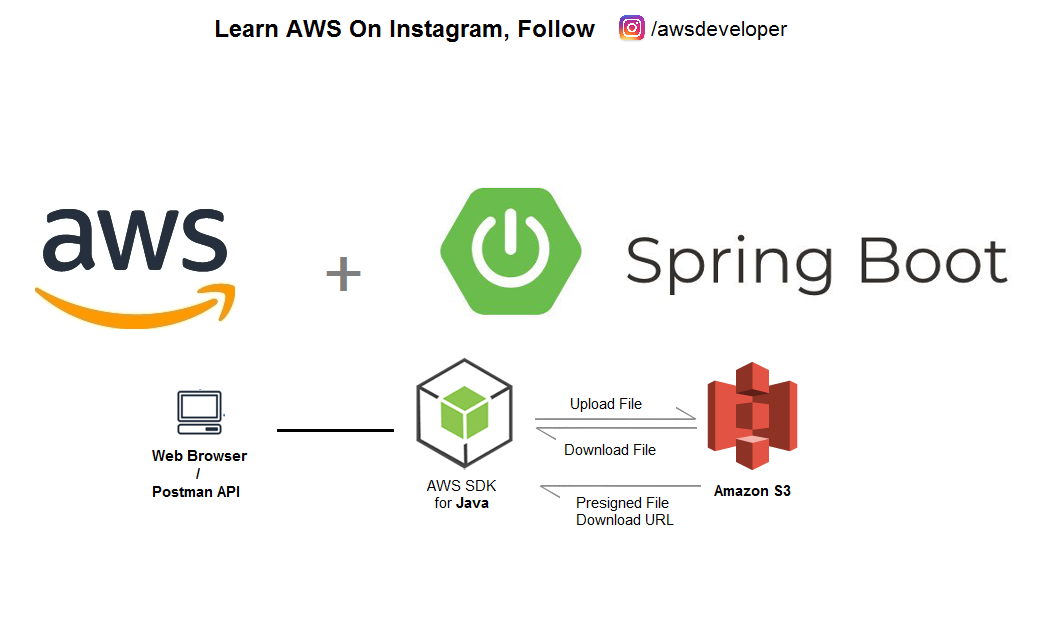 Learn AWS On Instagram, Follow /awsdeveloper
aws
+
Spring Boot
Web Browser
/
Postman API
AWS SDK
for Java
Upload File
Download File
Presigned File
Download URL
Amazon S3